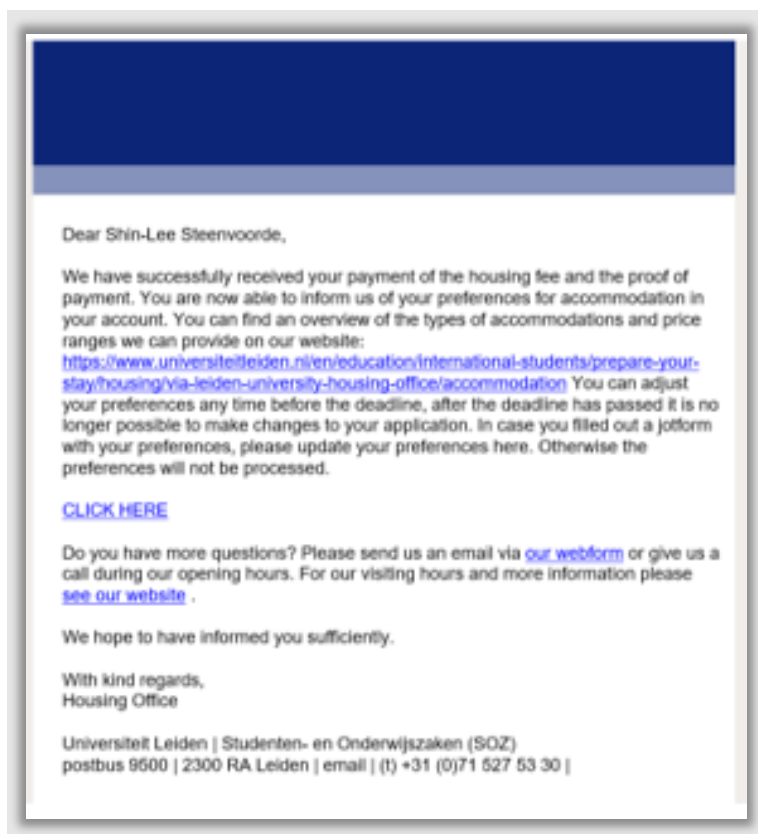 Dear Shin-Lee Steenvoorde,
We have successfully received your payment of the housing fee and the proof of
payment. You are now able to inform us of your preferences for accommodation in
your account. You can find an overview of the types of accommodations and price
ranges we can provide on our website:
https://www.universiteitleiden.nl/en/education/international-students/prepare-your-
stay/housing/via-leiden-university-housing-office/accommodation You can adjust
your preferences any time before the deadline, after the deadline has passed it is no
longer possible to make changes to your application. In case you filled out a jotform
with your preferences, please update your preferences here. Otherwise the
preferences will not be processed.
CLICK HERE
Do you have more questions? Please send us an email via our webform or give us a
call during our opening hours. For our visiting hours and more information please
see our website .
We hope to have informed you sufficiently.
With kind regards,
Housing Office
Universiteit Leiden | Studenten- en Onderwijszaken (SOZ)
postbus 9500 | 2300 RA Leiden | email | (t) +31 (0)71 527 53 30 |